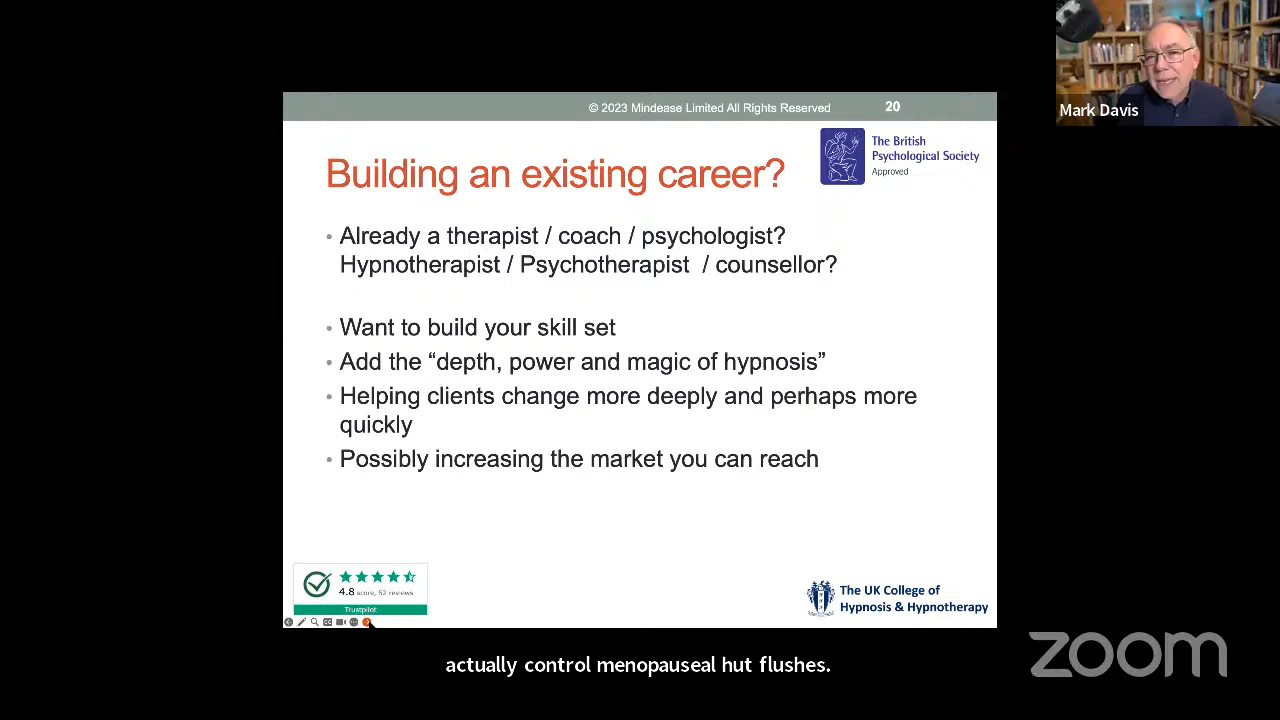 © 2023 Mindease Limited All Rights Reserved 20
Mark Davis
The British
Psychological Society
Approved
Building an existing career?
• Already a therapist / coach / psychologist?
Hypnotherapist / Psychotherapist / counsellor?
• Want to build your skill set
• Add the “depth, power and magic of hypnosis”
• Helping clients change more deeply and perhaps more
quickly
• Possibly increasing the market you can reach
4.8 score, 52 reviews
Trustpilot
The UK College of
Hypnosis & Hypnotherapy
actually control menopauseal hut flushes.
zoom